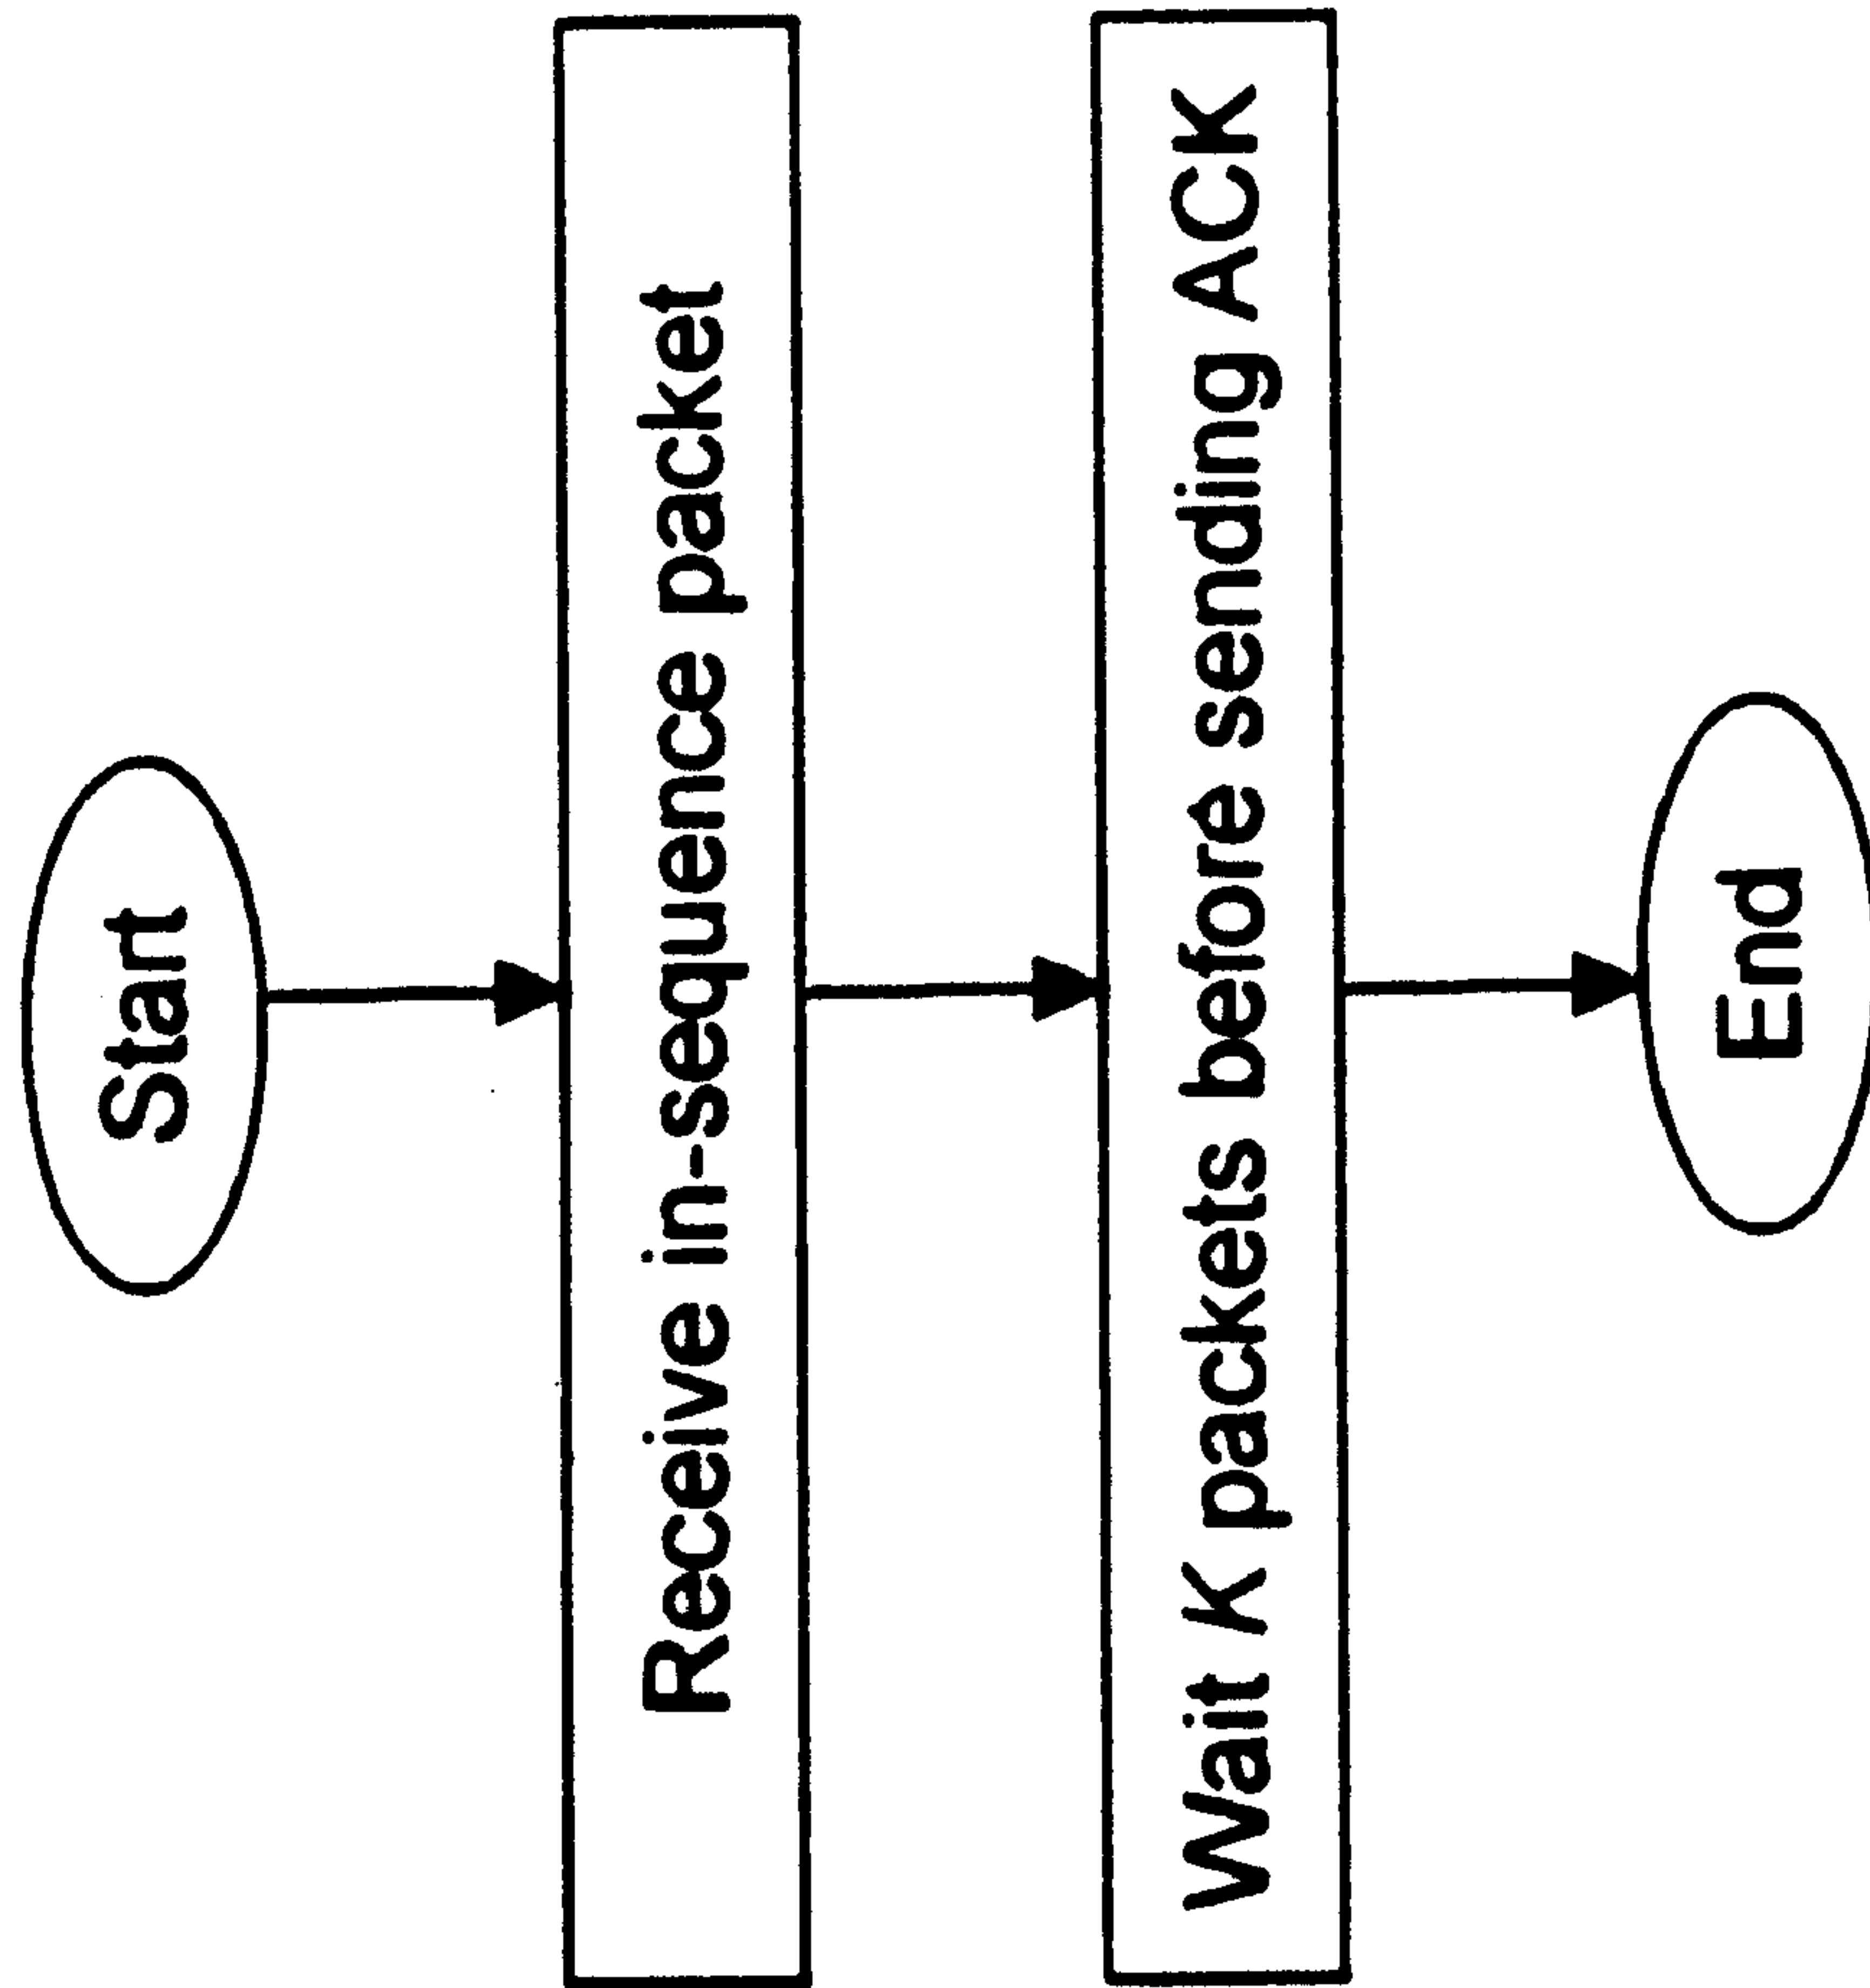 Start
Receive in-sequence packet
Wait K packets before sending ACK
End